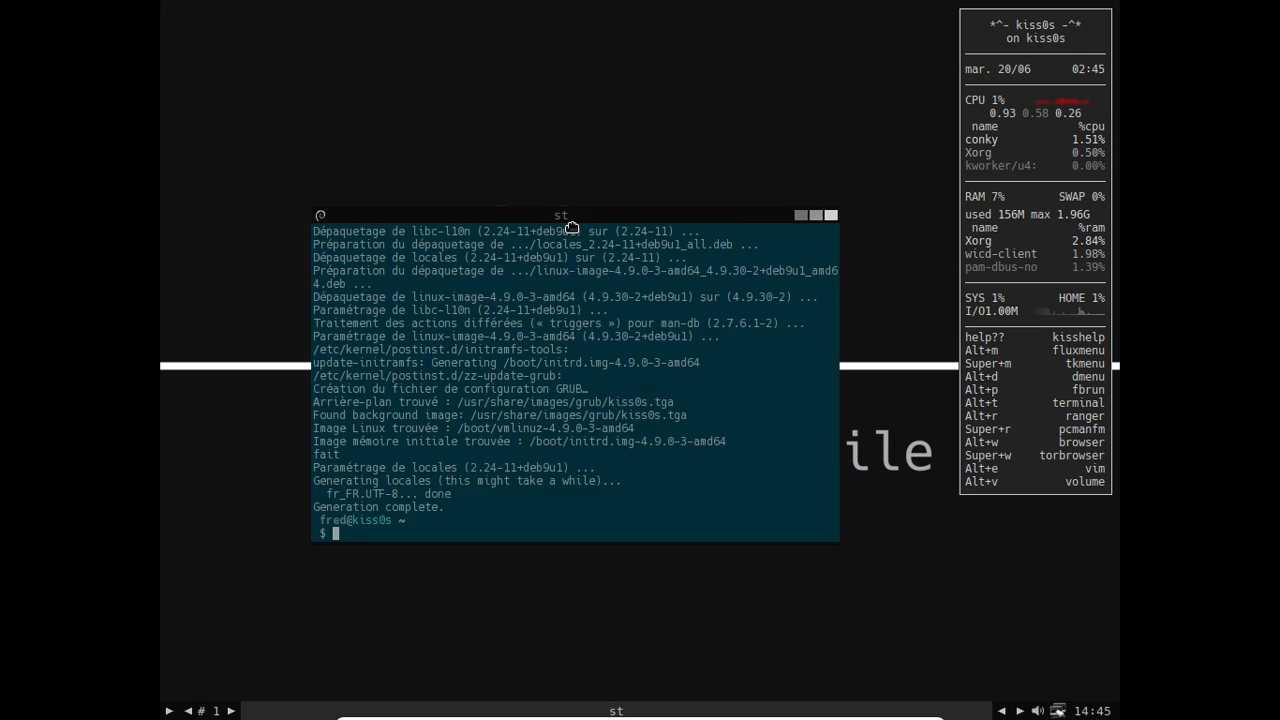 st
Dépaquetage de libc-l10n (2.24-11+deb9u1) sur (2.24-11) ...
Préparation du dépaquetage de .../locales_2.24-11+deb9u1_all.deb ...
Dépaquetage de locales (2.24-11+deb9u1) sur (2.24-11) ...
Préparation du dépaquetage de .../linux-image-4.9.0-3-amd64_4.9.30-2+deb9u1_amd6
4.deb ...
Dépaquetage de linux-image-4.9.0-3-amd64 (4.9.30-2+deb9u1) sur (4.9.30-2) ...
Paramétrage de libc-l10n (2.24-11+deb9u1) ...
Traitement des actions différées (« triggers ») pour man-db (2.7.6.1-2) ...
Paramétrage de linux-image-4.9.0-3-amd64 (4.9.30-2+deb9u1) ...
/etc/kernel/postinst.d/initramfs-tools:
update-initramfs: Generating /boot/initrd.img-4.9.0-3-amd64
/etc/kernel/postinst.d/zz-update-grub:
Création du fichier de configuration GRUB…
Arrière-plan trouvé : /usr/share/images/grub/kiss0s.tga
Found background image: /usr/share/images/grub/kiss0s.tga
Image Linux trouvée : /boot/vmlinuz-4.9.0-3-amd64
Image mémoire initiale trouvée : /boot/initrd.img-4.9.0-3-amd64
fait
Paramétrage de locales (2.24-11+deb9u1) ...
Generating locales (this might take a while)...
fr_FR.UTF-8... done
Generation complete.
fred@kiss0s ~
$
ile
*^- kiss0s -^*
on kiss0s
mar. 20/06 02:45
CPU 1%
0.93 0.58 0.26
name %cpu
conky 1.51%
Xorg 0.50%
kworker/u4: 0.00%
RAM 7% SWAP 0%
used 156M max 1.96G
name %ram
Xorg 2.84%
wicd-client 1.98%
pam-dbus-no 1.39%
SYS 1% HOME 1%
I/O1.00M
help?? kisshelp
Alt+m fluxmenu
Super+m tkmenu
Alt+d dmenu
Alt+p fbrun
Alt+t terminal
Alt+r ranger
Super+r pcmanfm
Alt+w browser
Super+w torbrowser
Alt+e vim
Alt+v volume
# 1 st 14:45